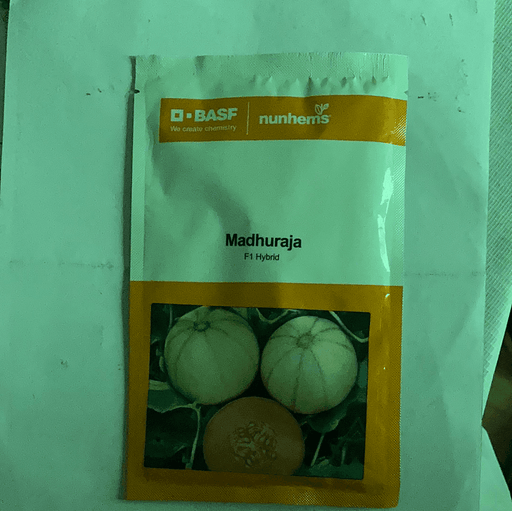 BASF
We create chemistry
nunhems
Madhuraja
F1 Hybrid